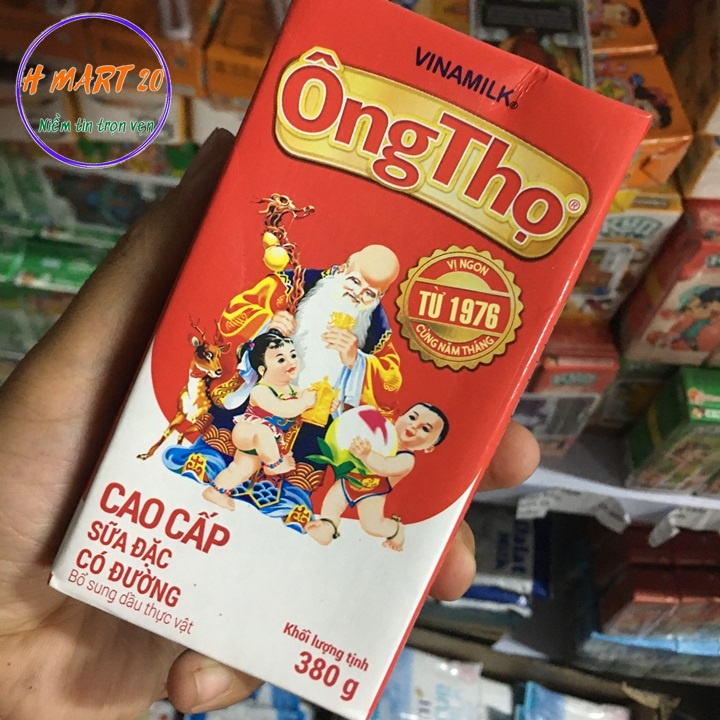 H MART 20
Niềm tin trọn vẹn
VINAMILK®
Ông Thọ®
VỊ NGON
TỪ 1976
CÙNG NĂM THÁNG
CAO CẤP
SỮA ĐẶC
CÓ ĐƯỜNG
Bổ sung dầu thực vật
Khối lượng tịnh
380 g